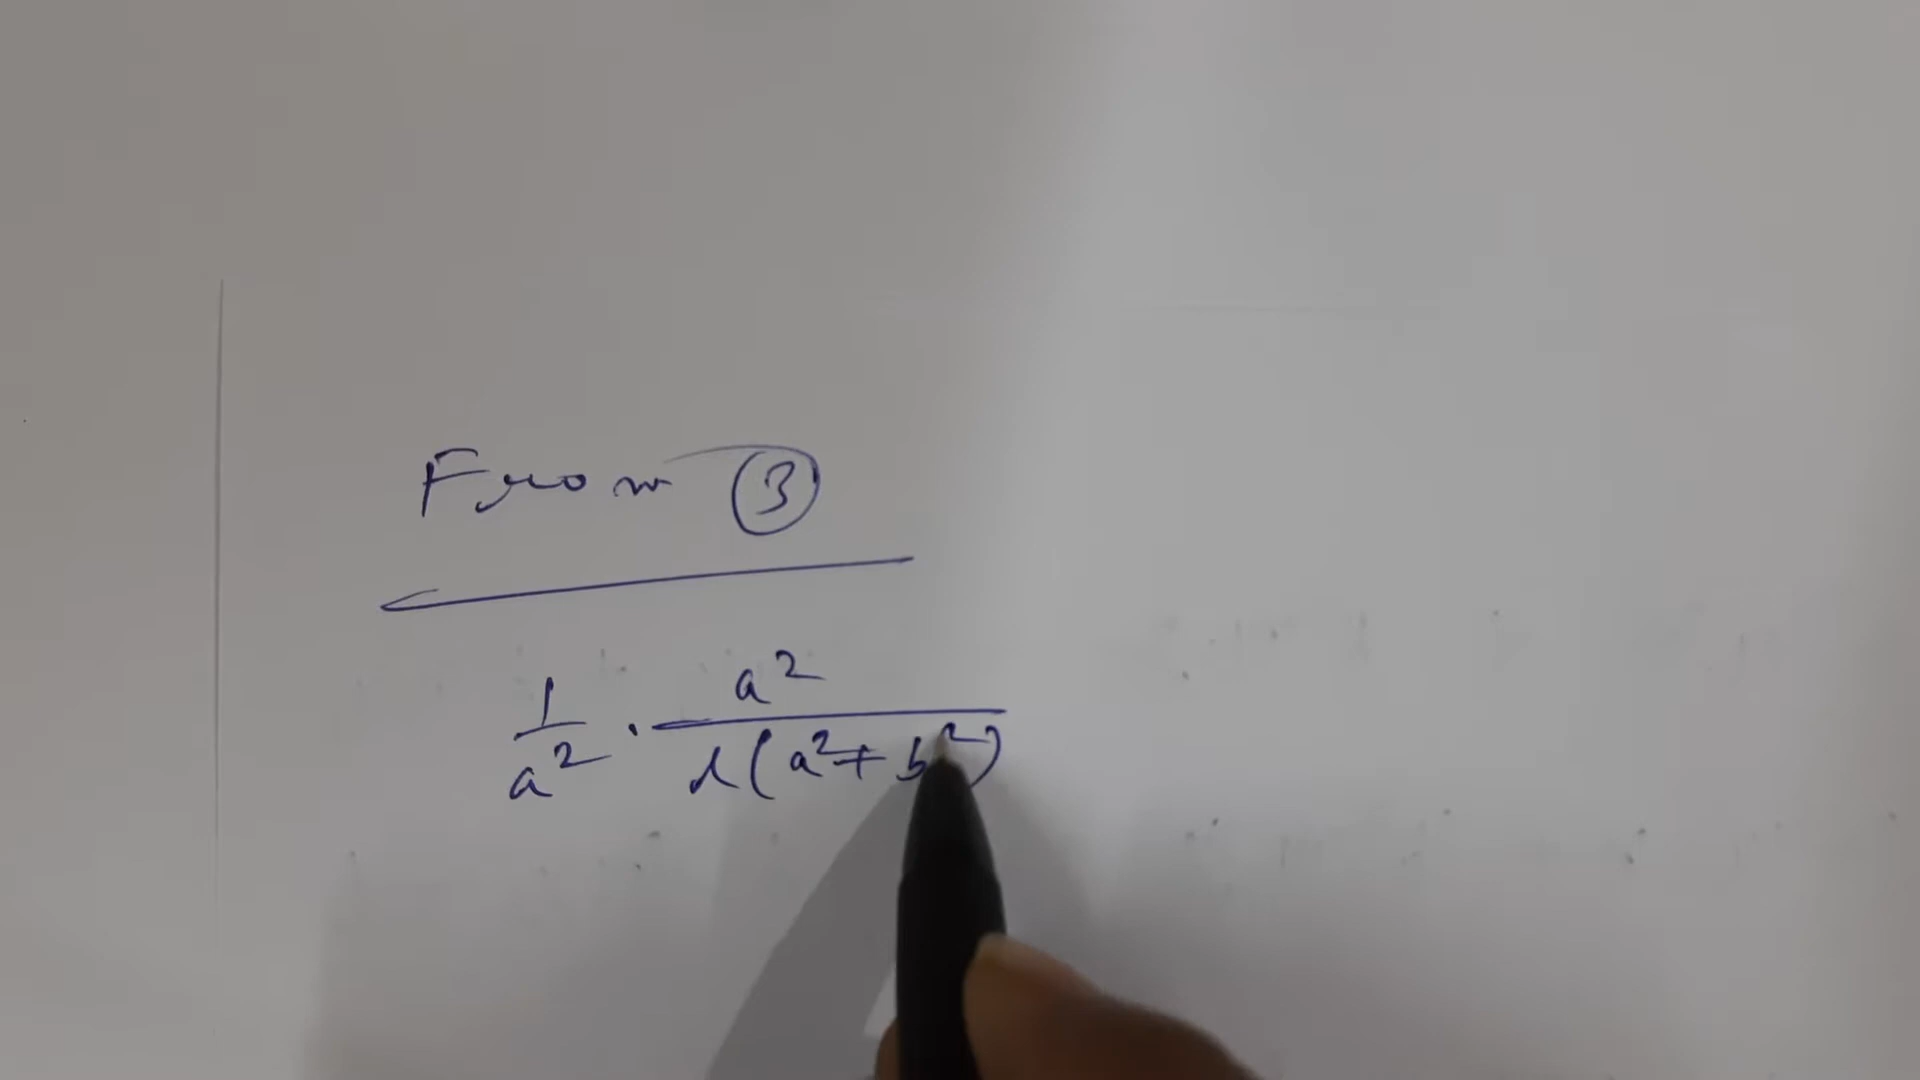 From ③
1/a² · a²/d(a²+b²)